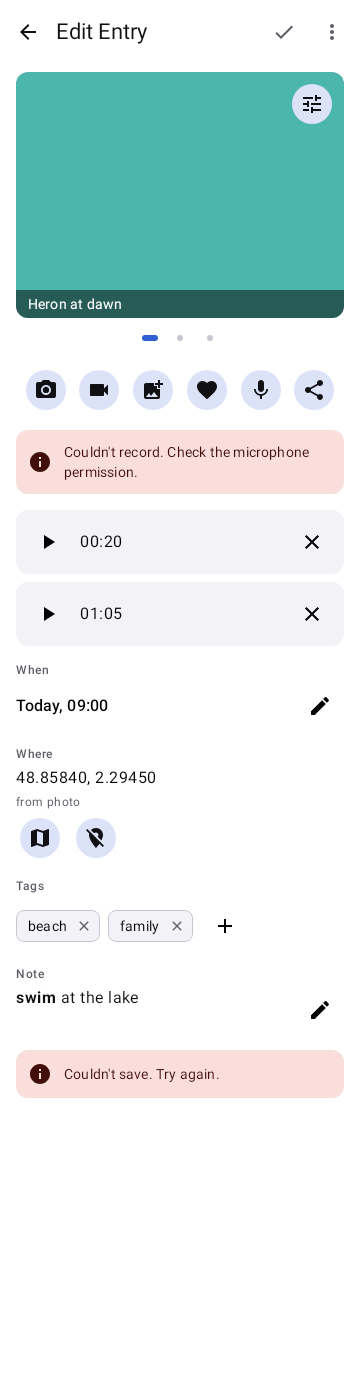 Edit Entry
Heron at dawn
Couldn't record. Check the microphone
permission.
00:20
01:05
When
Today, 09:00
Where
48.85840, 2.29450
from photo
Tags
beach
family
Note
swim at the lake
Couldn't save. Try again.